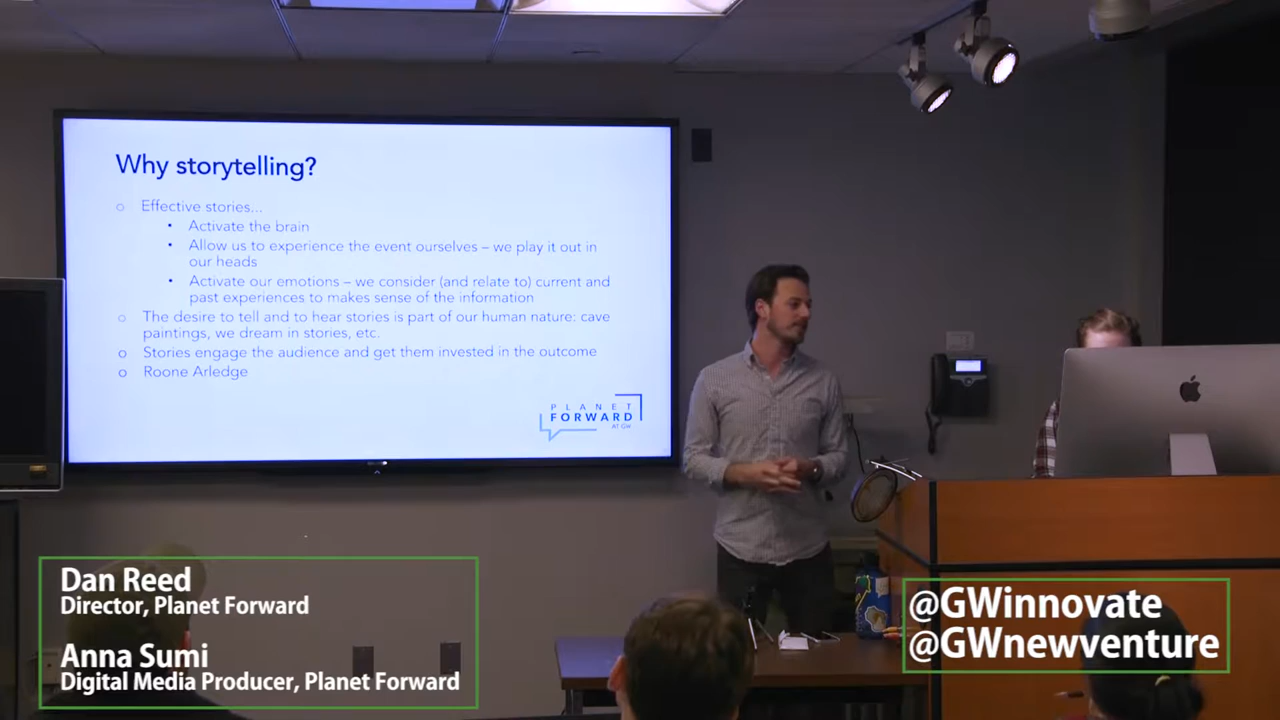 Why storytelling?
Effective stories...
Activate the brain
Allow us to experience the event ourselves – we play it out in
our heads
Activate our emotions – we consider (and relate to) current and
past experiences to makes sense of the information
The desire to tell and to hear stories is part of our human nature: cave
paintings, we dream in stories, etc.
Stories engage the audience and get them invested in the outcome
Roone Arledge
PLANET
FORWARD
AT GW
Dan Reed
Director, Planet Forward
Anna Sumi
Digital Media Producer, Planet Forward
@GWinnovate
@GWnewventure